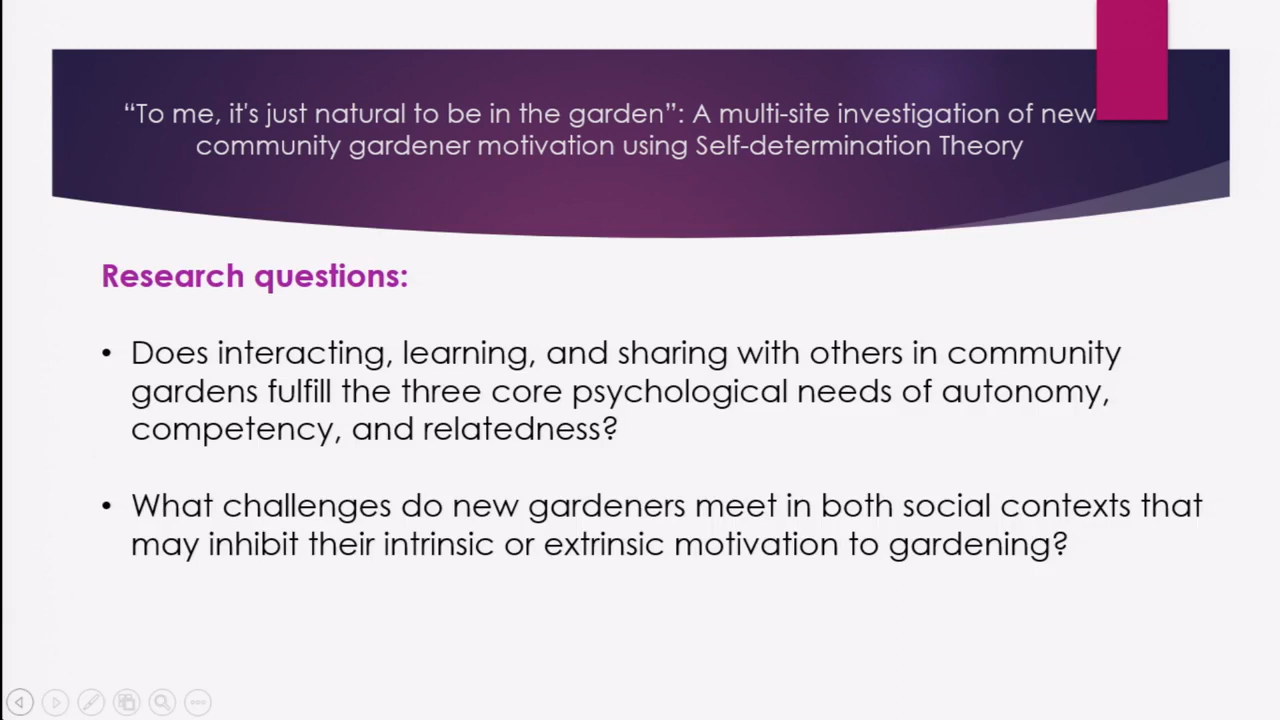 “To me, it's just natural to be in the garden”: A multi-site investigation of new
community gardener motivation using Self-determination Theory
Research questions:
• Does interacting, learning, and sharing with others in community
gardens fulfill the three core psychological needs of autonomy,
competency, and relatedness?
• What challenges do new gardeners meet in both social contexts that
may inhibit their intrinsic or extrinsic motivation to gardening?